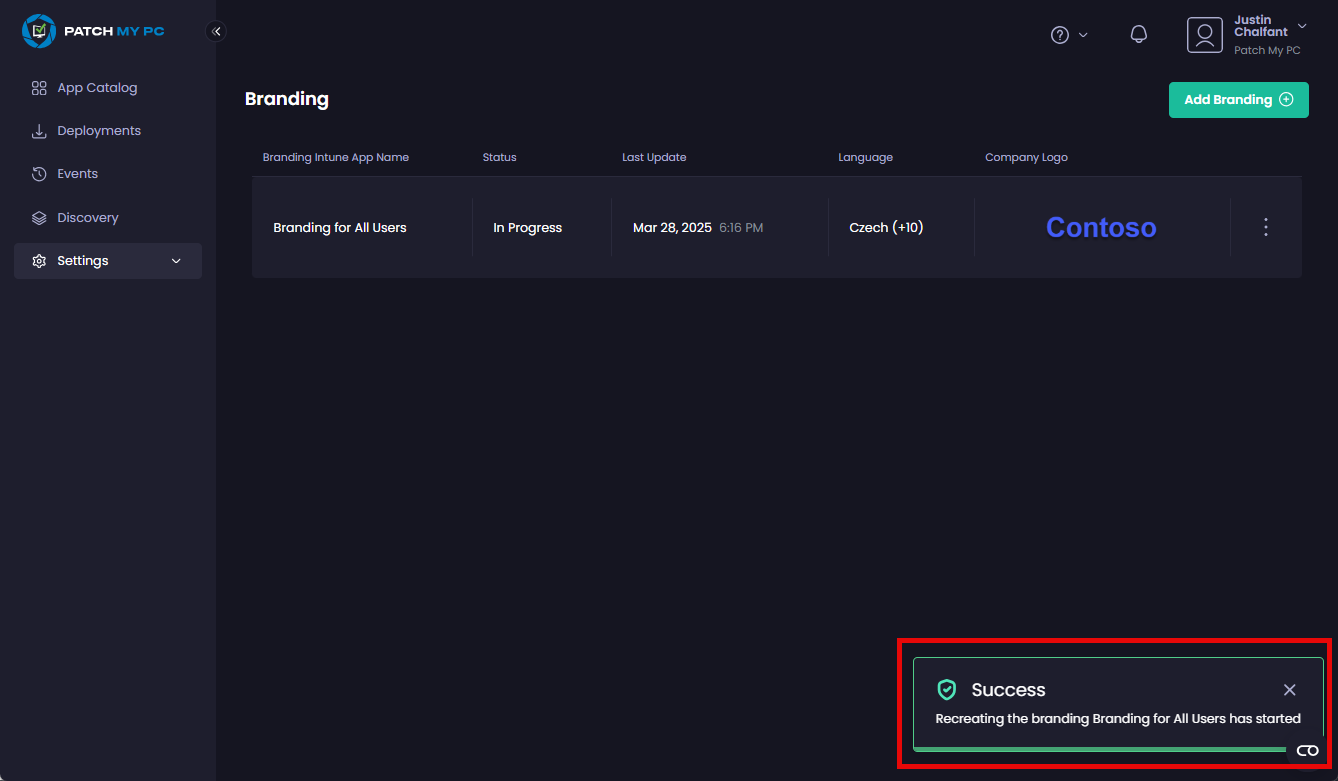 PATCH MY PC
Justin
Chalfant
Patch My PC
App Catalog
Deployments
Events
Discovery
Settings
Branding
Add Branding
Branding Intune App Name Status Last Update Language Company Logo
Branding for All Users In Progress Mar 28, 2025 6:16 PM Czech (+10) Contoso
Success
Recreating the branding Branding for All Users has started